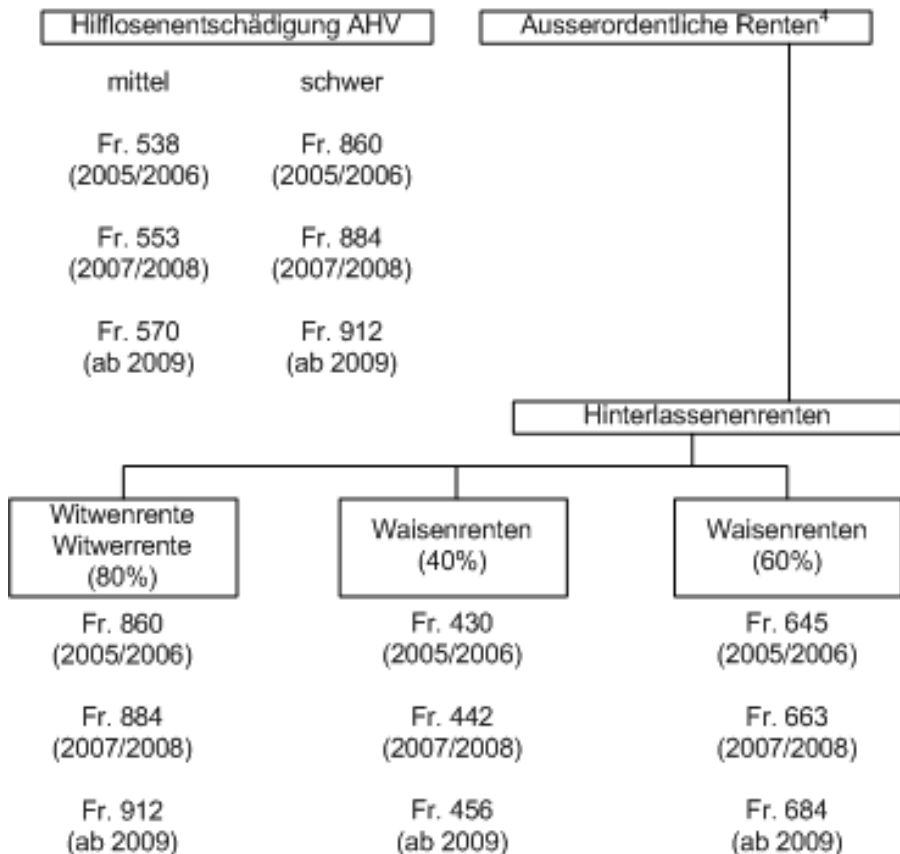 Hilflosenentschädigung AHV
mittel
schwer
Fr. 538
(2005/2006)
Fr. 860
(2005/2006)
Fr. 553
(2007/2008)
Fr. 884
(2007/2008)
Fr. 570
(ab 2009)
Fr. 912
(ab 2009)
Ausserordentliche Renten⁴
Hinterlassenenrenten
Witwenrente
Witwerrente
(80%)
Fr. 860
(2005/2006)
Fr. 884
(2007/2008)
Fr. 912
(ab 2009)
Waisenrenten
(40%)
Fr. 430
(2005/2006)
Fr. 442
(2007/2008)
Fr. 456
(ab 2009)
Waisenrenten
(60%)
Fr. 645
(2005/2006)
Fr. 663
(2007/2008)
Fr. 684
(ab 2009)